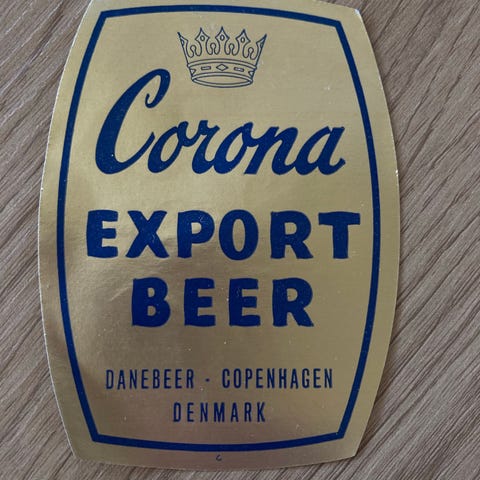 Corona
EXPORT
BEER
DANEBEER - COPENHAGEN
DENMARK